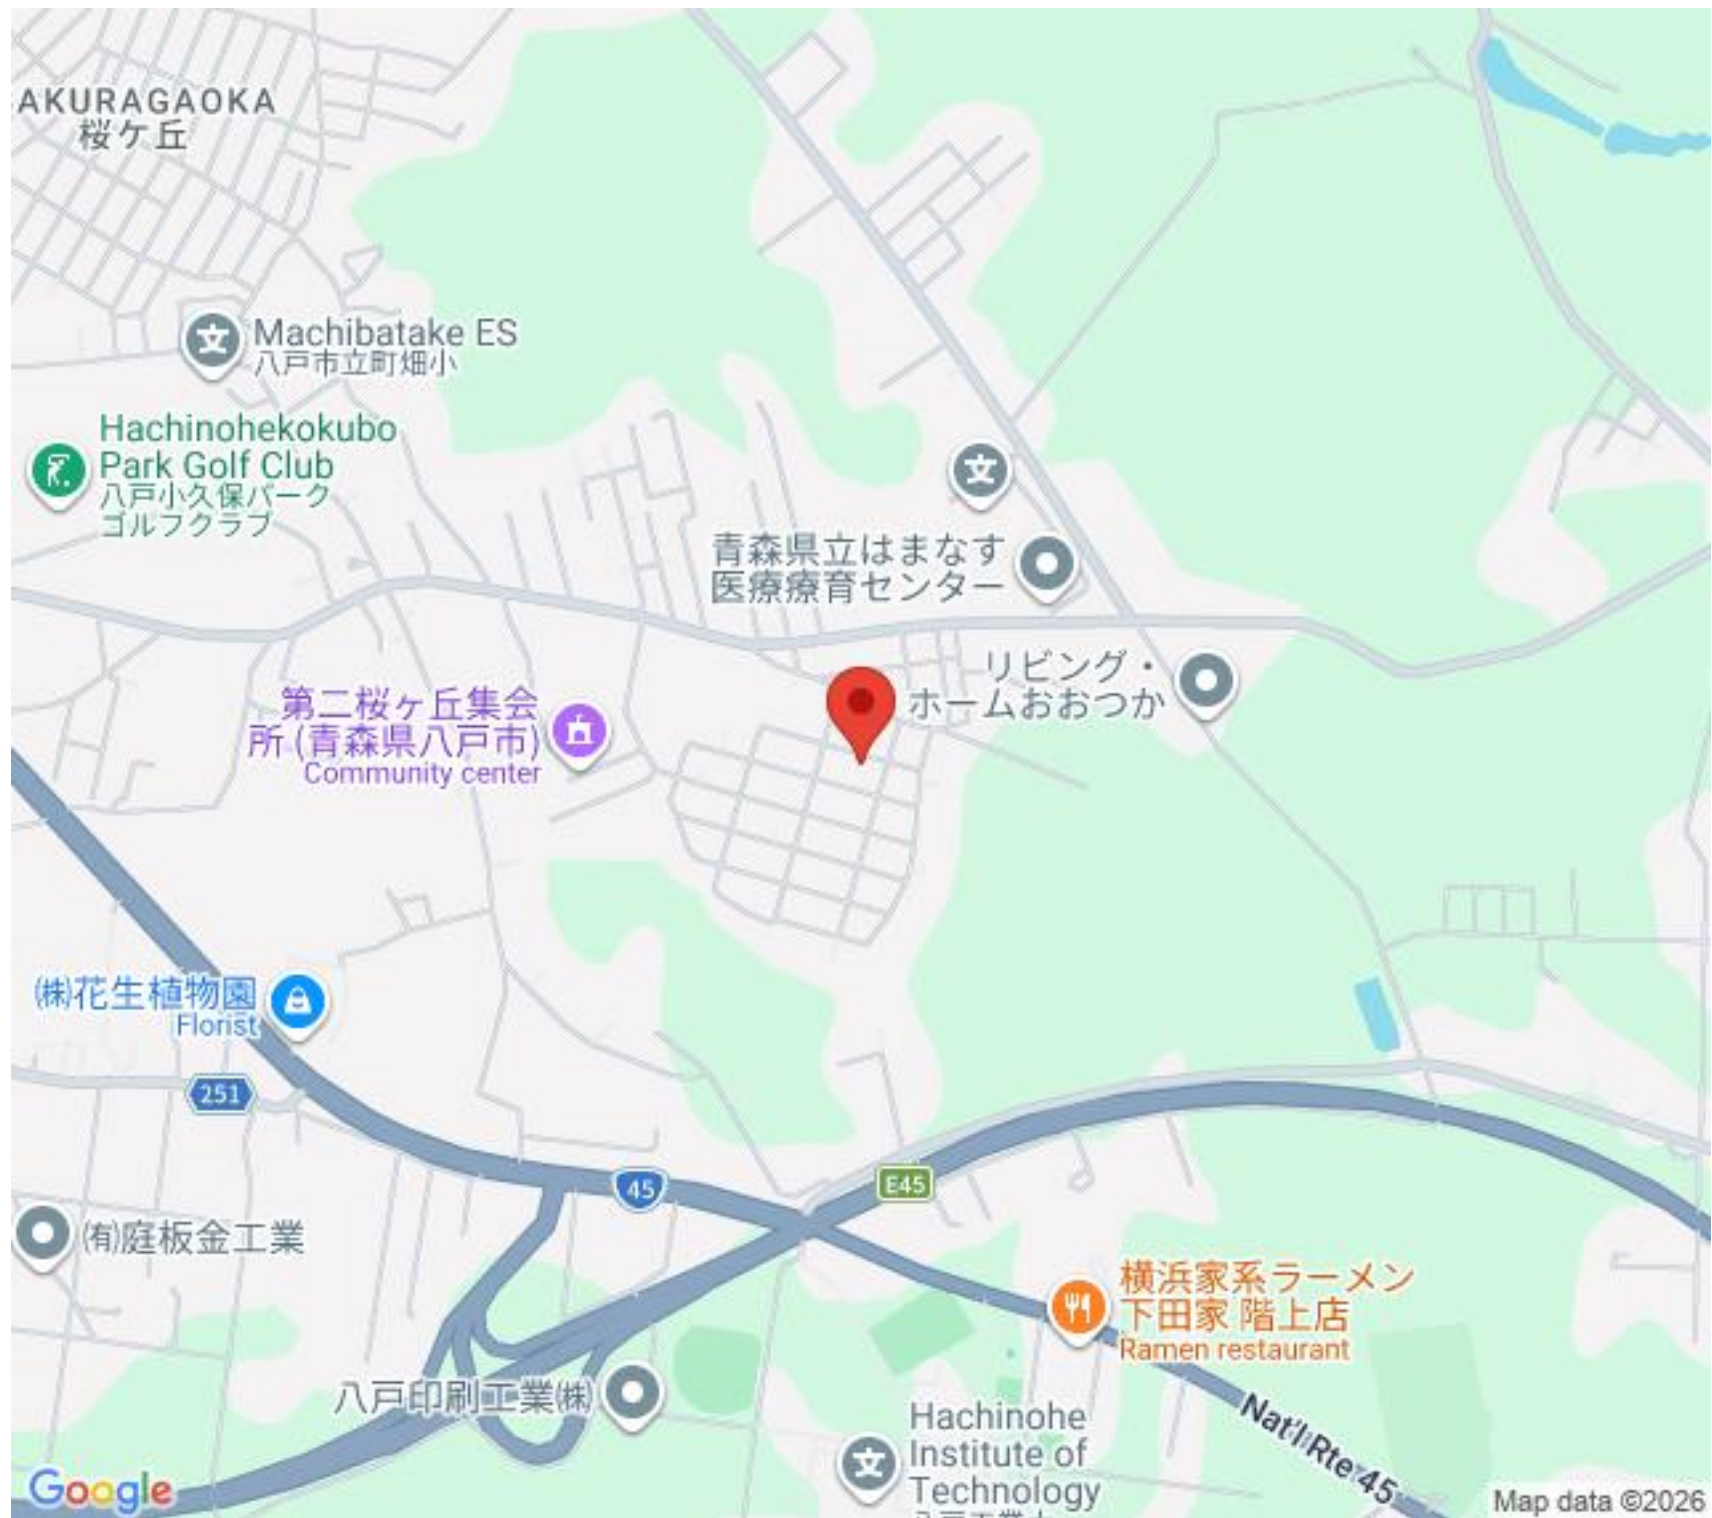 AKURAGAOKA
桜ケ丘
Machibatake ES
八戸市立町畑小
Hachinohekokubo
Park Golf Club
八戸小久保パーク
ゴルフクラブ
青森県立はまなす
医療療育センター
リビング・
ホームおおつか
第二桜ヶ丘集会
所 (青森県八戸市)
Community center
㈱花生植物園
Florist
251
45
E45
㈲庭板金工業
横浜家系ラーメン
下田家 階上店
Ramen restaurant
八戸印刷工業㈱
Hachinohe
Institute of
Technology
Nat'l Rte 45
Google
Map data ©2026